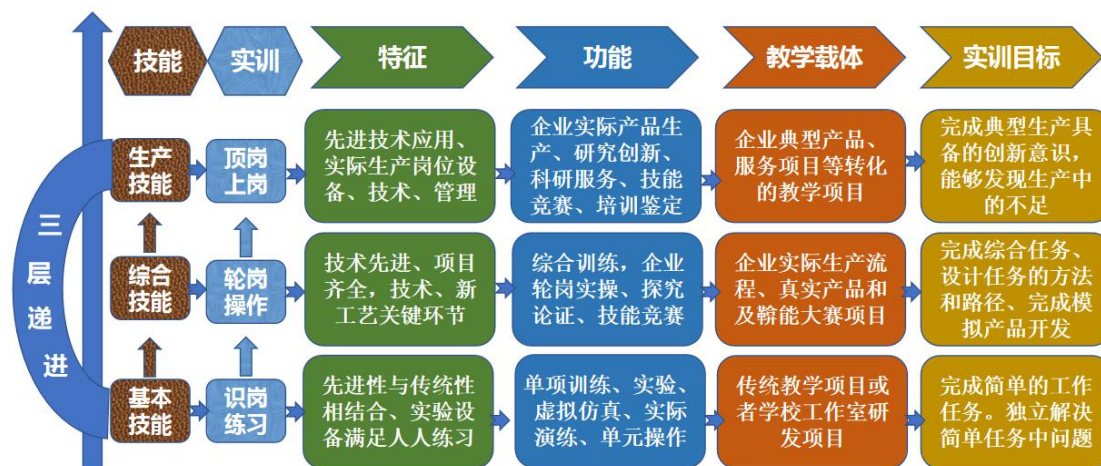 技能
实训
特征
功能
教学载体
实训目标
三
层
递
进
生产
技能
顶岗
上岗
先进技术应用、
实际生产岗位设
备、技术、管理
企业实际产品生
产、研究创新、
科研服务、技能
竞赛、培训鉴定
企业典型产品、
服务项目等转化
的教学项目
完成典型生产具
备的创新意识，
能够发现生产中
的不足
综合
技能
轮岗
操作
技术先进、项目
齐全，技术、新
工艺关键环节
综合训练，企业
轮岗实操、探究
论证、技能竞赛
企业实际生产流
程、真实产品和
及鞥能大赛项目
完成综合任务、
设计任务的方法
和路径、完成模
拟产品开发
基本
技能
识岗
练习
先进性与传统性
相结合、实验设
备满足人人练习
单项训练、实验、
虚拟仿真、实际
演练、单元操作
传统教学项目或
者学校工作室研
发项目
完成简单的工作
任务。独立解决
简单任务中问题